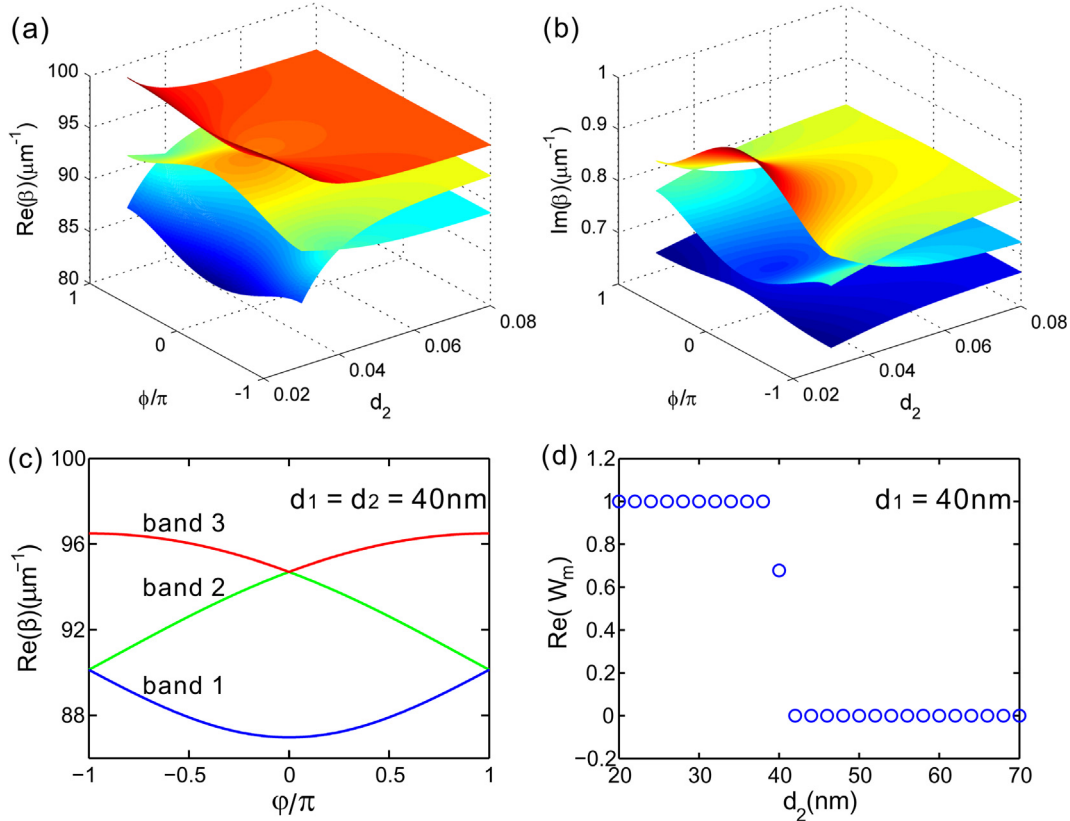 (a)
100
95
90
85
80
Re(β)(μm⁻¹)
1
0
-1
ϕ/π
0.02
0.04
0.06
0.08
d₂
(b)
1
0.9
0.8
0.7
Im(β)(μm⁻¹)
1
0
-1
ϕ/π
0.02
0.04
0.06
0.08
d₂
(c)
100
96
92
88
Re(β)(μm⁻¹)
d₁ = d₂ = 40nm
band 3
band 2
band 1
−1 −0.5 0 0.5 1
φ/π
(d)
1.2
1
0.8
0.6
0.4
0.2
0
−0.2
Re( Wₘ)
d₁ = 40nm
20 30 40 50 60 70
d₂(nm)